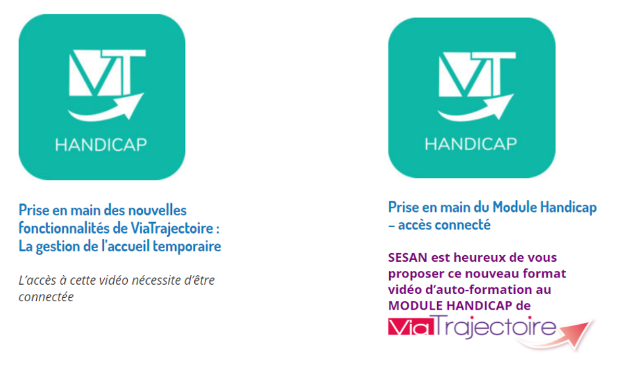 VT
HANDICAP
Prise en main des nouvelles
fonctionnalités de ViaTrajectoire :
La gestion de l'accueil temporaire
L'accès à cette vidéo nécessite d'être
connectée
VT
HANDICAP
Prise en main du Module Handicap
– accès connecté
SESAN est heureux de vous
proposer ce nouveau format
vidéo d'auto-formation au
MODULE HANDICAP de
ViaTrajectoire